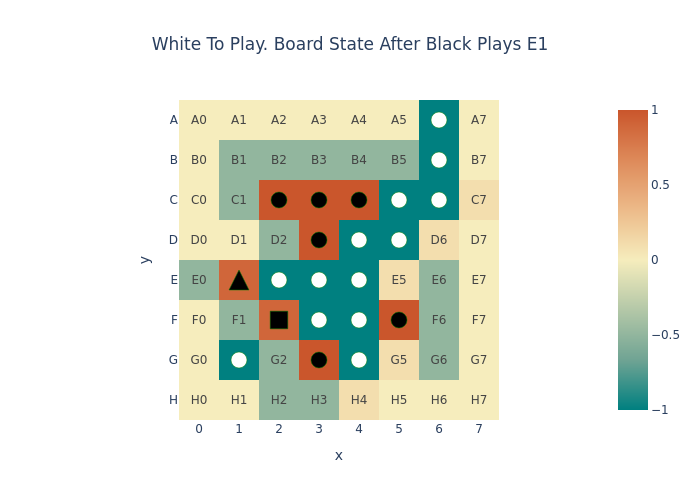 White To Play. Board State After Black Plays E1
A A0 A1 A2 A3 A4 A5 A7
B B0 B1 B2 B3 B4 B5 B7
C C0 C1 C7
D D0 D1 D2 D6 D7
E E0 E5 E6 E7
F F0 F1 F6 F7
G G0 G2 G5 G6 G7
H H0 H1 H2 H3 H4 H5 H6 H7
0 1 2 3 4 5 6 7
x
y
1
0.5
0
−0.5
−1